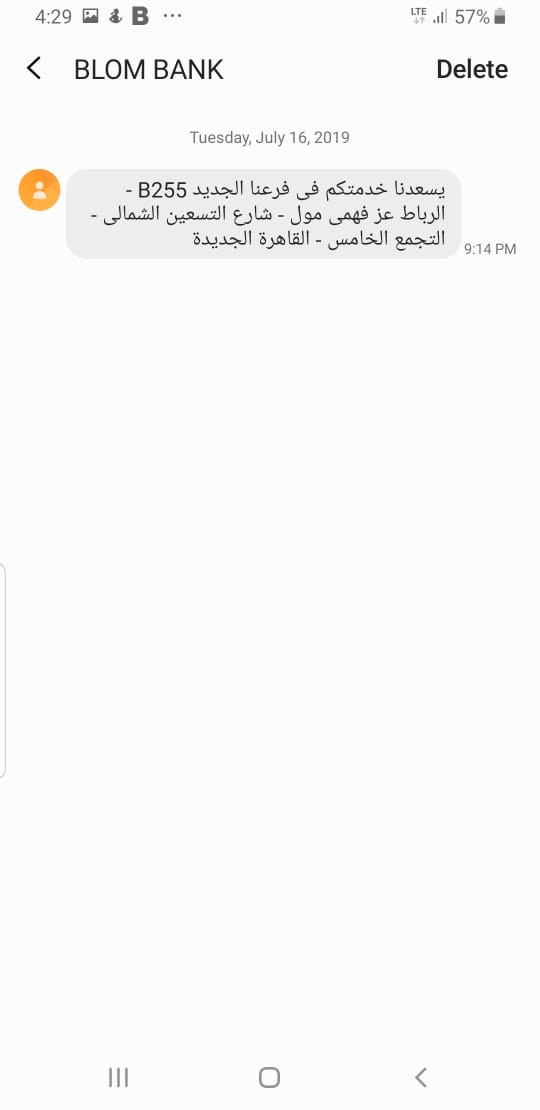 4:29 B ... LTE 57%
BLOM BANK Delete
Tuesday, July 16, 2019
يسعدنا خدمتكم فى فرعنا الجديد B255 -
الرباط عز فهمى مول - شارع التسعين الشمالى -
التجمع الخامس - القاهرة الجديدة
9:14 PM